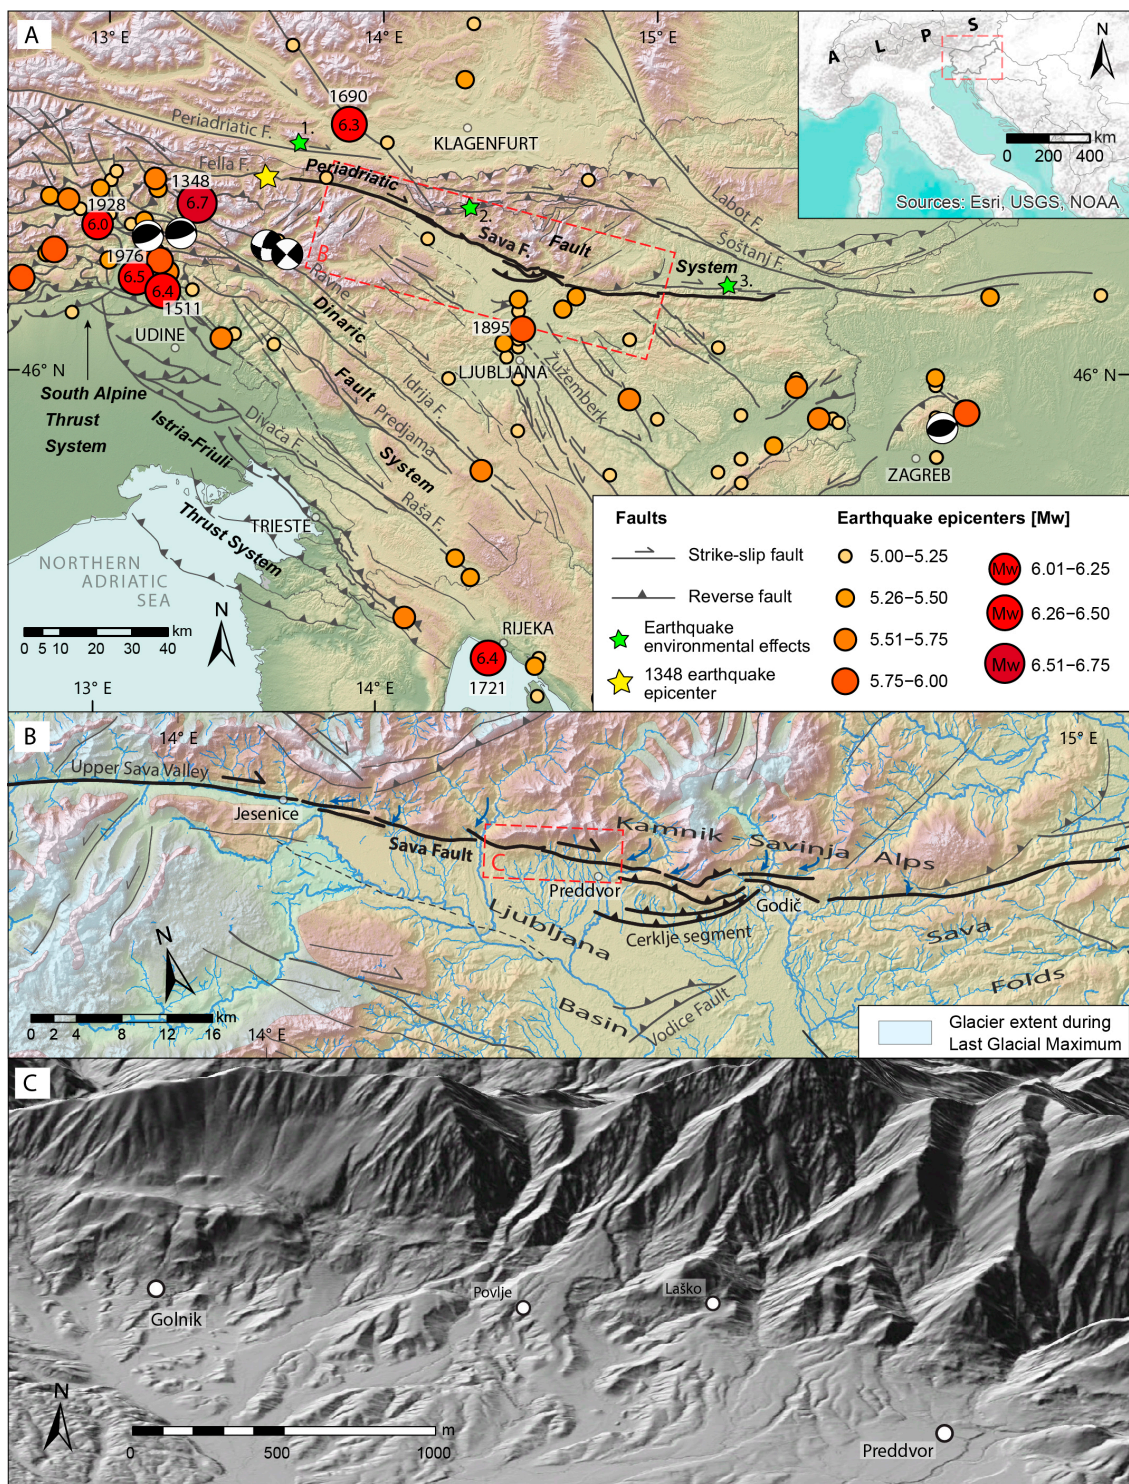 A
13° E
14° E
15° E
A L P S
N
km
0 200 400
Sources: Esri, USGS, NOAA
1690
6.3
Periadriatic F.
1.
KLAGENFURT
Fella F.
Periadriatic
1348
6.7
1928
6.0
2.
Labot F.
Sava F.
Fault
Šoštanj F.
B
System
3.
1976
6.5
6.4
1511
Ravne
Dinaric
UDINE
1895
LJUBLJANA
46° N
46° N
South Alpine
Thrust
System
Fault
Idrija F.
Žužemberk
Predjama
Istria-Friuli
Divača F.
System
ZAGREB
Raša F.
Thrust System
TRIESTE
NORTHERN
ADRIATIC
SEA
N
km
0 5 10 20 30 40
RIJEKA
6.4
1721
13° E
14° E
Faults
Strike-slip fault
Reverse fault
Earthquake
environmental effects
1348 earthquake
epicenter
Earthquake epicenters [Mw]
5.00–5.25
5.26–5.50
5.51–5.75
5.75–6.00
Mw 6.01–6.25
Mw 6.26–6.50
Mw 6.51–6.75
B
14° E
15° E
Upper Sava Valley
Jesenice
Sava Fault
C
Kamnik Savinja Alps
Preddvor
Godič
Ljubljana
Cerklje segment
Sava
Folds
Basin
Vodice Fault
N
km
0 2 4 8 12 16
14° E
Glacier extent during
Last Glacial Maximum
C
Golnik
Povlje
Laško
N
m
0 500 1000
Preddvor